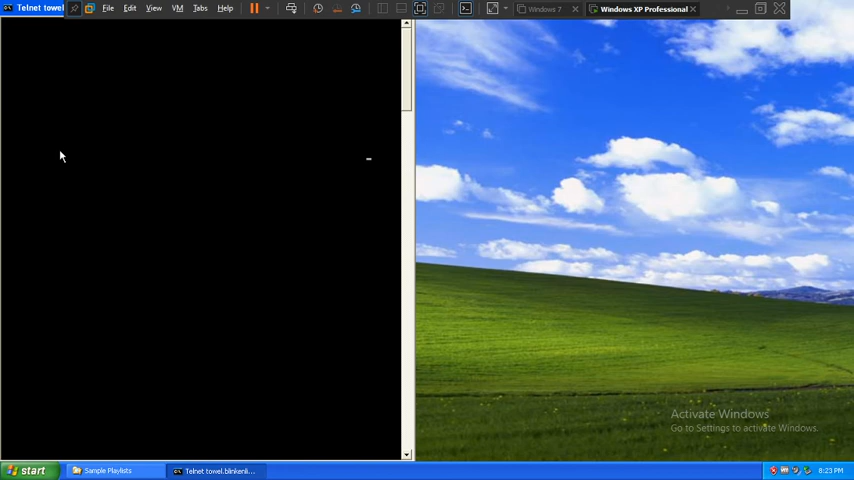 Telnet towel
File Edit View VM Tabs Help
Windows 7
Windows XP Professional
Activate Windows
Go to Settings to activate Windows.
start
Sample Playlists
Telnet towel.blinkenli...
8:23 PM